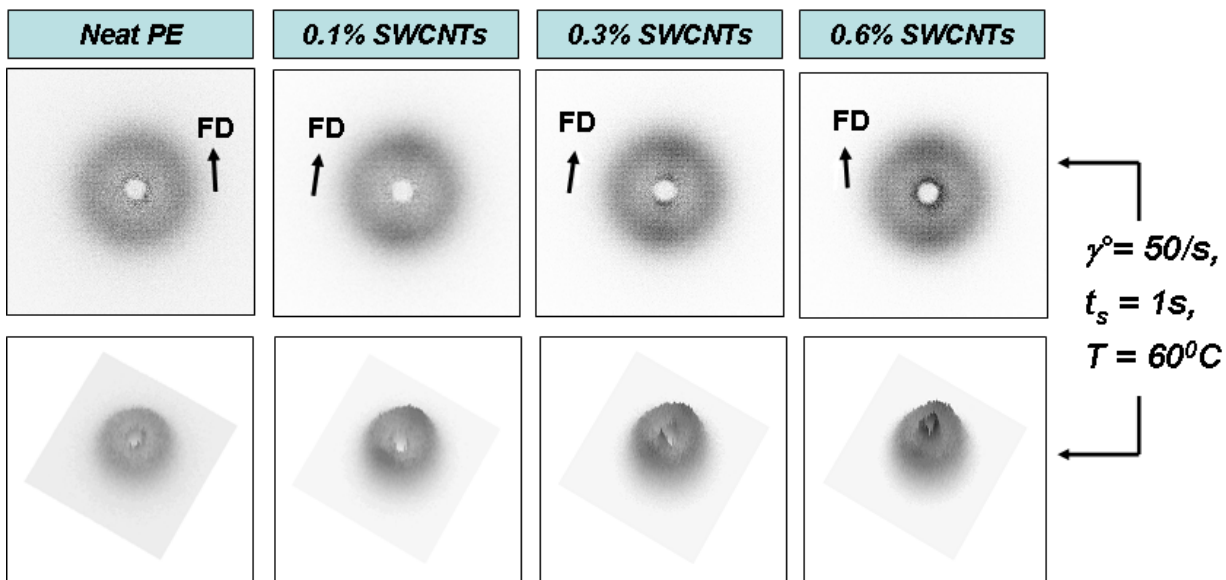 Neat PE
0.1% SWCNTs
0.3% SWCNTs
0.6% SWCNTs
FD
FD
FD
FD
γ°= 50/s,
tₛ = 1s,
T = 60⁰C